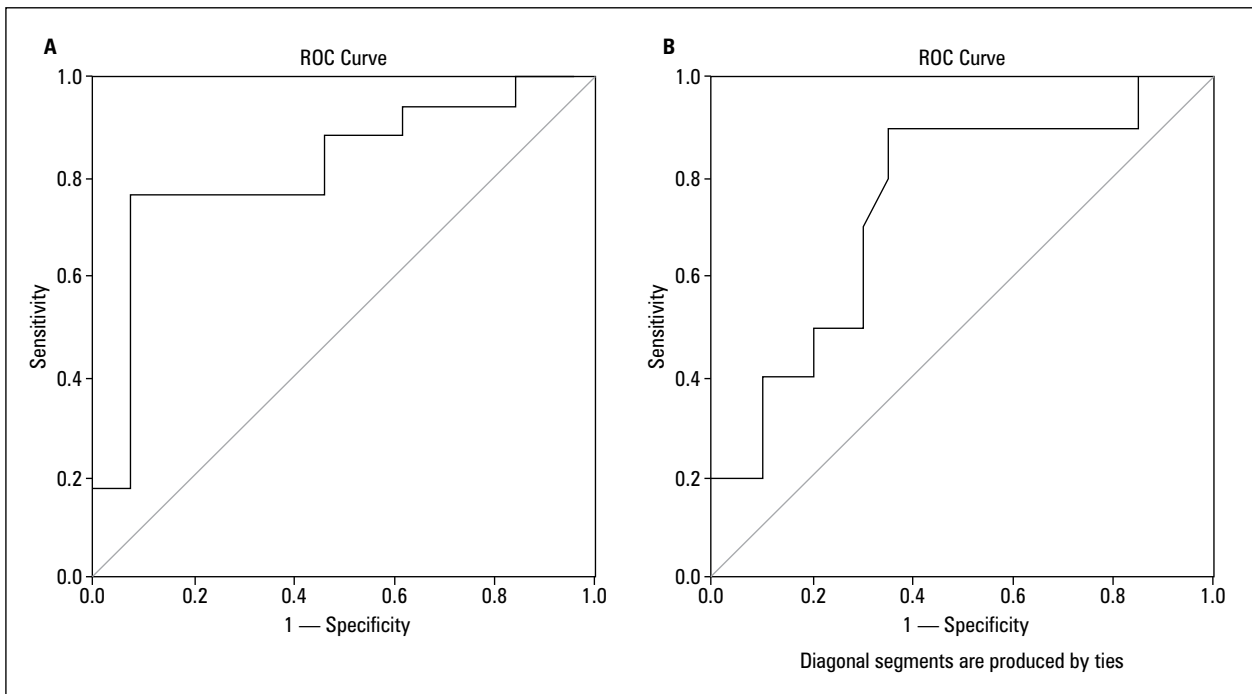 A
ROC Curve
1.0
0.8
0.6
0.4
0.2
0.0
Sensitivity
0.0 0.2 0.4 0.6 0.8 1.0
1 — Specificity
B
ROC Curve
1.0
0.8
0.6
0.4
0.2
0.0
Sensitivity
0.0 0.2 0.4 0.6 0.8 1.0
1 — Specificity
Diagonal segments are produced by ties